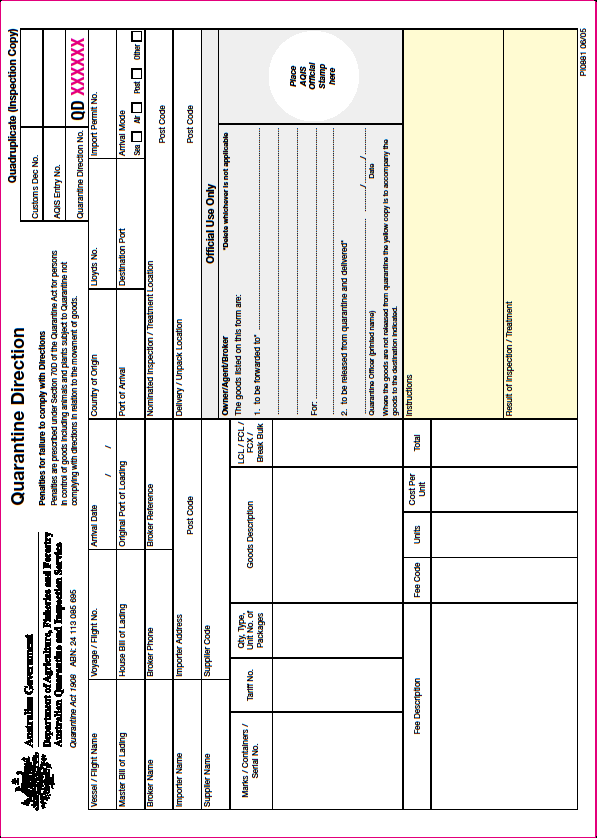 Australian Government
Department of Agriculture, Fisheries and Forestry
Australian Quarantine and Inspection Service
Quarantine Act 1908 ABN: 24 113 085 695
Quarantine Direction
Penalties for failure to comply with Directions
Penalties are prescribed under Section 70D of the Quarantine Act for persons
in control of goods including animals and plants subject to Quarantine not
complying with directions in relation to the movement of goods.
Quadruplicate (Inspection Copy)
Customs Dec No.
AQIS Entry No.
Quarantine Direction No. QD XXXXXX
Vessel / Flight Name
Voyage / Flight No.
Arrival Date / /
Country of Origin
Lloyds No.
Import Permit No.
Master Bill of Lading
House Bill of Lading
Original Port of Loading
Port of Arrival
Destination Port
Arrival Mode
Sea Air Post Other
Broker Name
Broker Phone
Broker Reference
Nominated Inspection / Treatment Location
Post Code
Importer Name
Importer Address
Post Code
Delivery / Unpack Location
Post Code
Supplier Name
Supplier Code
Official Use Only
Marks / Containers /
Serial No.
Tariff No.
Qty, Type,
Unit No. of
Packages
Goods Description
LCL / FCL /
FCX /
Break Bulk
Owner/Agent/Broker
*Delete whichever is not applicable
The goods listed on this form are:
1. to be forwarded to*
For:
2. to be released from quarantine and delivered*
/ /
Quarantine Officer (printed name)
Date
Where the goods are not released from quarantine the yellow copy is to accompany the
goods to the destination indicated.
Place
AQIS
Official
Stamp
here
Fee Description
Fee Code
Units
Cost Per
Unit
Total
Instructions
Result of Inspection / Treatment
PI0881 06/05